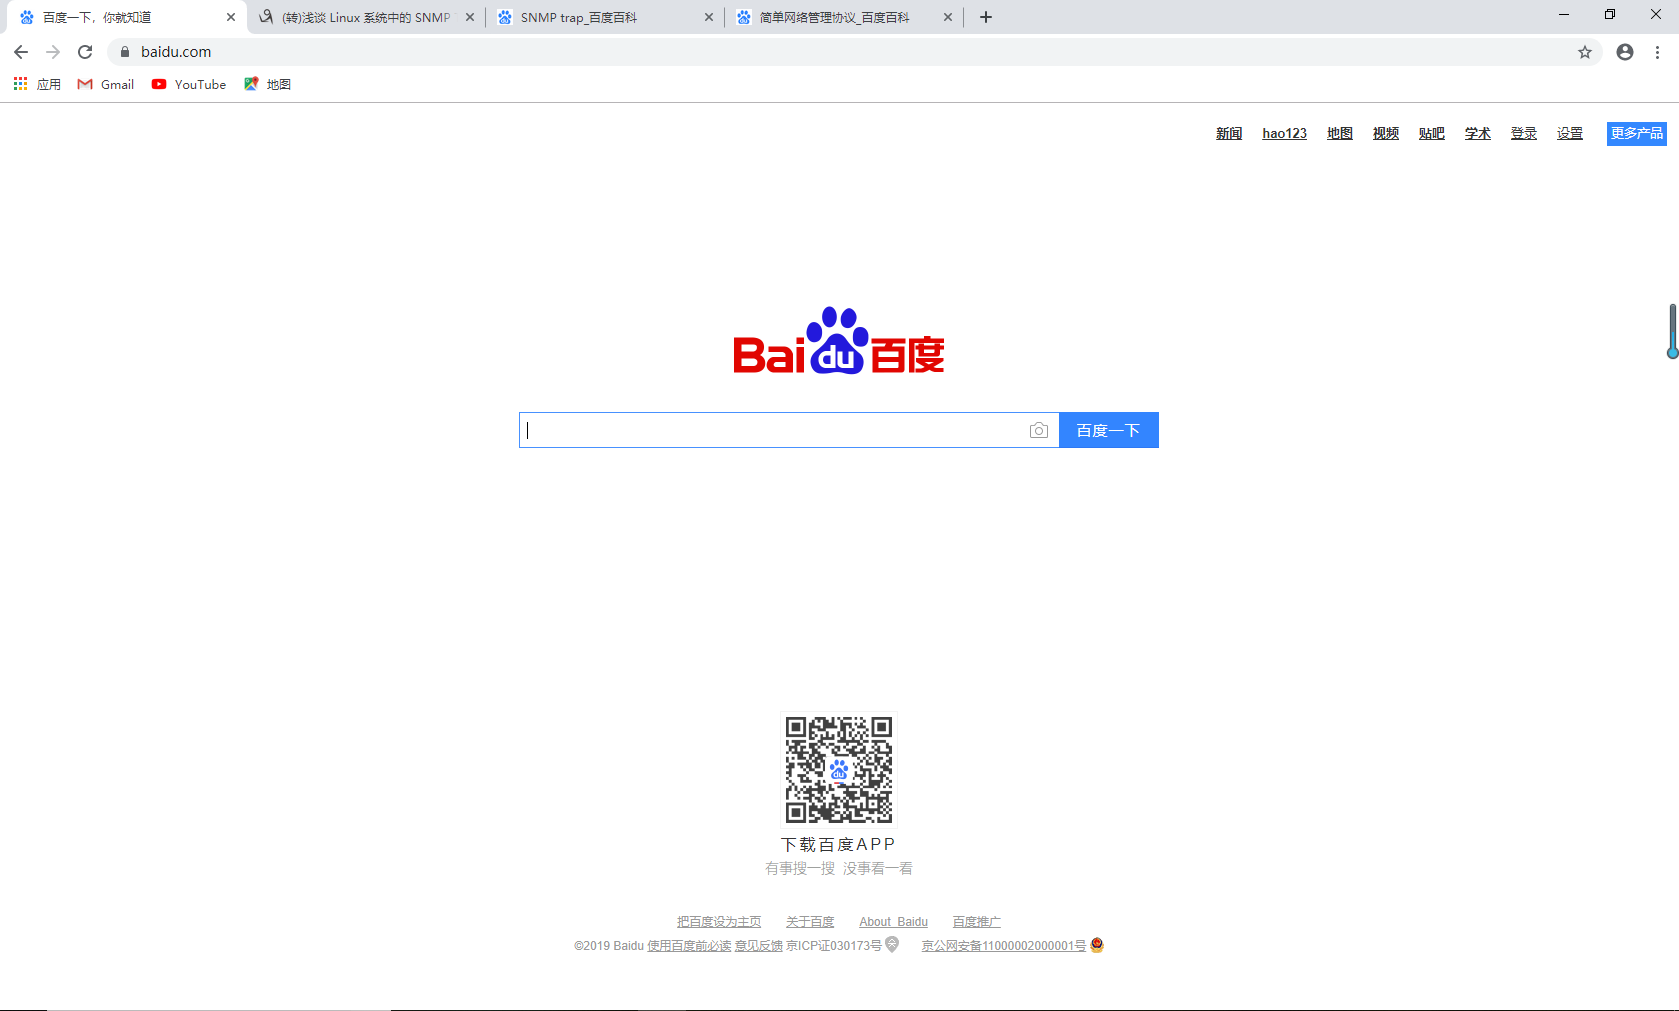 百度一下，你就知道
(转)浅谈 Linux 系统中的 SNMP
SNMP trap_百度百科
简单网络管理协议_百度百科
baidu.com
应用 Gmail YouTube 地图
新闻 hao123 地图 视频 贴吧 学术 登录 设置 更多产品
Bai du 百度
百度一下
du
下载百度APP
有事搜一搜 没事看一看
把百度设为主页 关于百度 About Baidu 百度推广
©2019 Baidu 使用百度前必读 意见反馈 京ICP证030173号 京公网安备11000002000001号